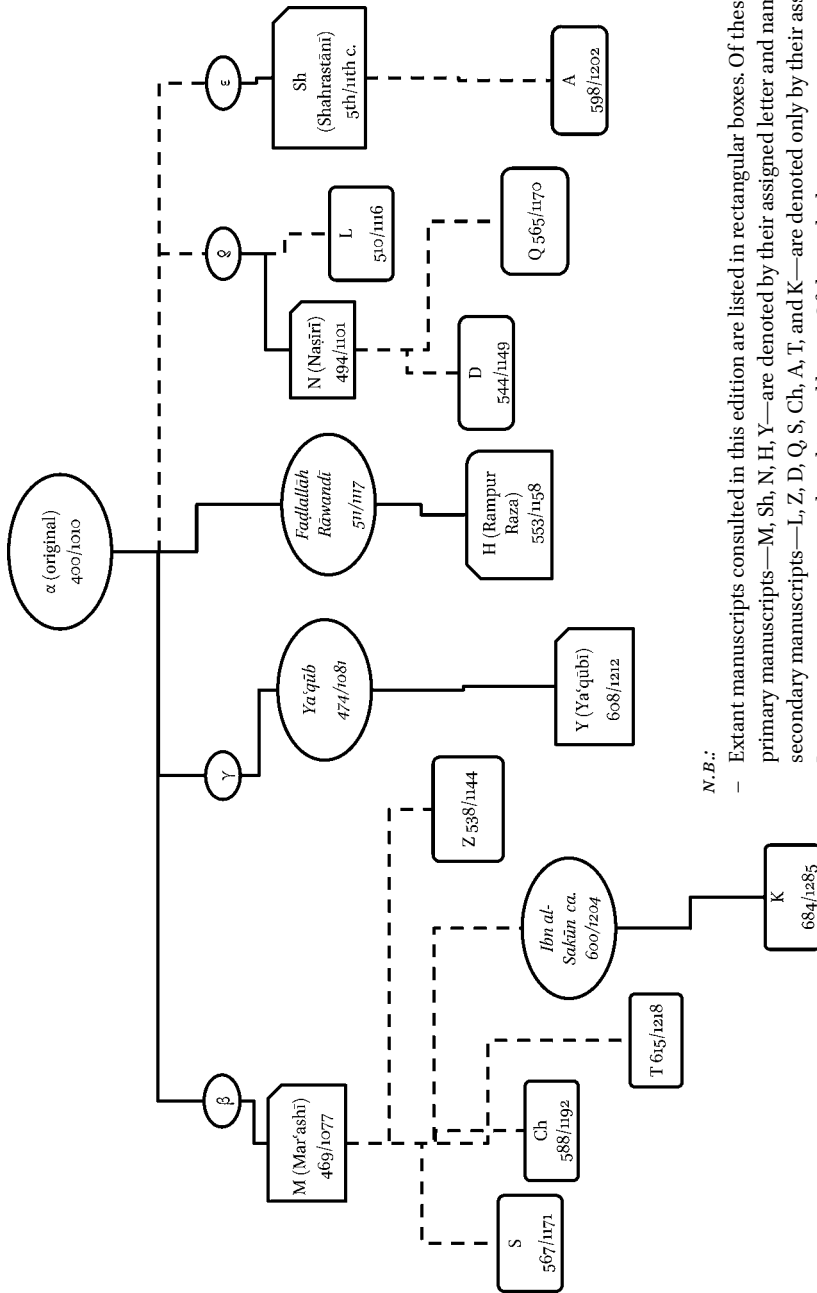 α (original)
400/1010
β
γ
δ
ε
M (Marʿashī)
469/1077
Yaʿqūb
474/1081
Faḍlallāh
Rāwandī
511/1117
N (Naṣīrī)
494/1101
L
510/1116
Sh
(Shahrastānī)
5th/11th c.
S
567/1171
Ch
588/1192
T 615/1218
Ibn al-
Sakūn ca.
600/1204
Z 538/1144
Y (Yaʿqūbī)
608/1212
H (Rampur
Raza)
553/1158
D
544/1149
Q 565/1170
A
598/1202
K
684/1285
N.B.:
– Extant manuscripts consulted in this edition are listed in rectangular boxes. Of thes
primary manuscripts—M, Sh, N, H, Y—are denoted by their assigned letter and nam
secondary manuscripts—L, Z, D, Q, S, Ch, A, T, and K—are denoted only by their ass